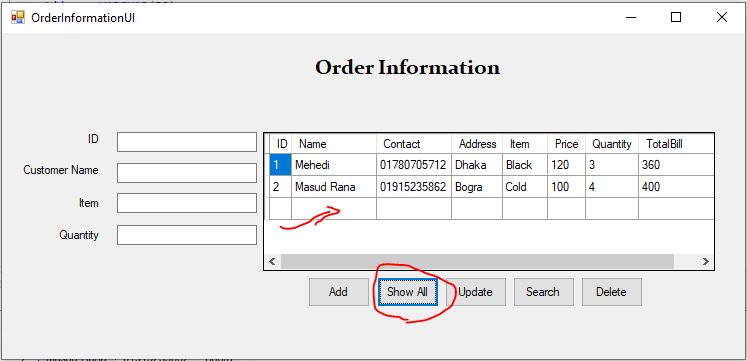 OrderInformationUI
Order Information
ID
Customer Name
Item
Quantity
ID Name Contact Address Item Price Quantity TotalBill
1 Mehedi 01780705712 Dhaka Black 120 3 360
2 Masud Rana 01915235862 Bogra Cold 100 4 400
Add Show All Update Search Delete